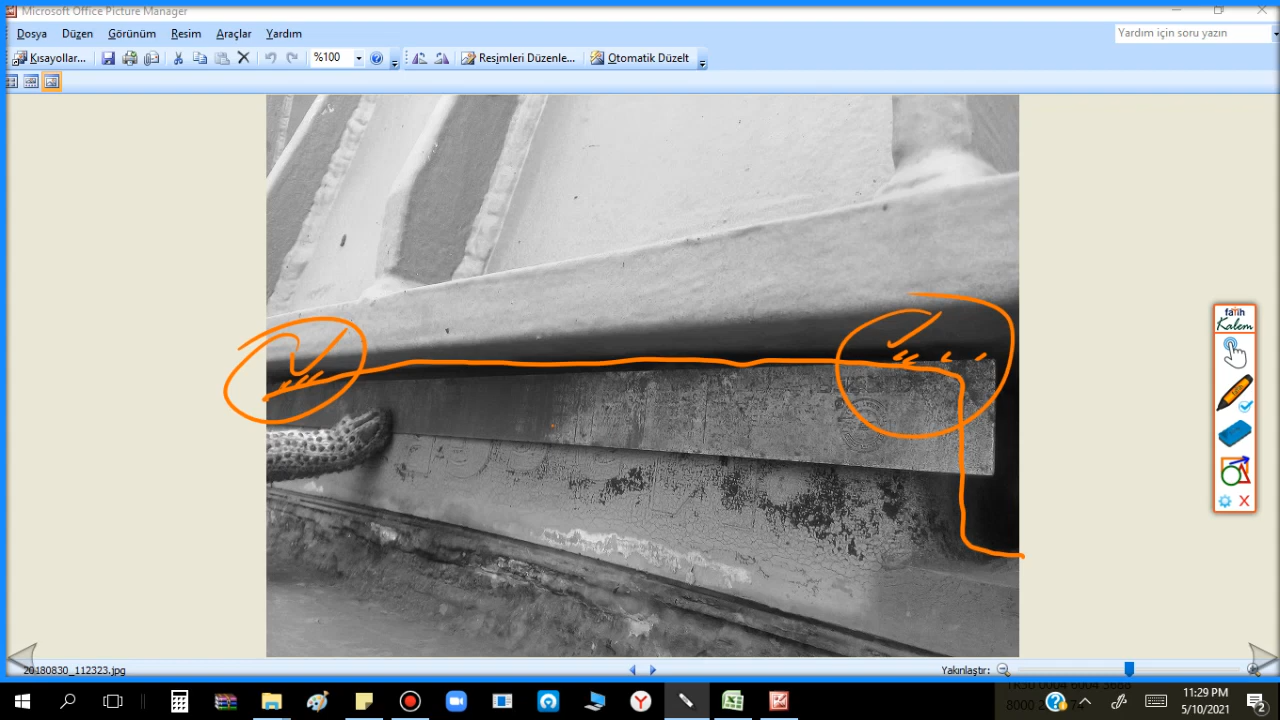 Microsoft Office Picture Manager
Dosya Düzen Görünüm Resim Araçlar Yardım
Yardım için soru yazın
Kısayollar... %100 Resimleri Düzenle... Otomatik Düzelt
fatih
Kalem
20180830_112323.jpg
Yakınlaştır:
11:29 PM
5/10/2021
2